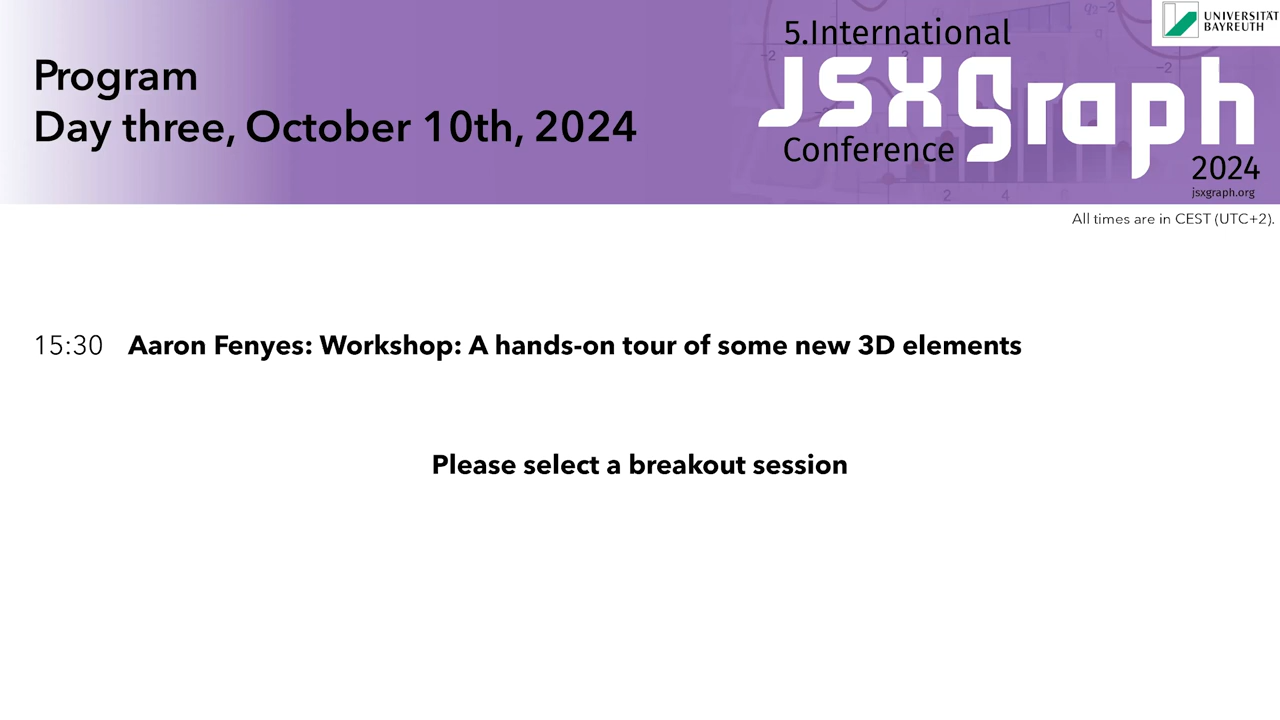 Program
Day three, October 10th, 2024
5.International
JSXgraph
Conference
2024
jsxgraph.org
UNIVERSITÄT
BAYREUTH
All times are in CEST (UTC+2).
15:30 Aaron Fenyes: Workshop: A hands-on tour of some new 3D elements
Please select a breakout session